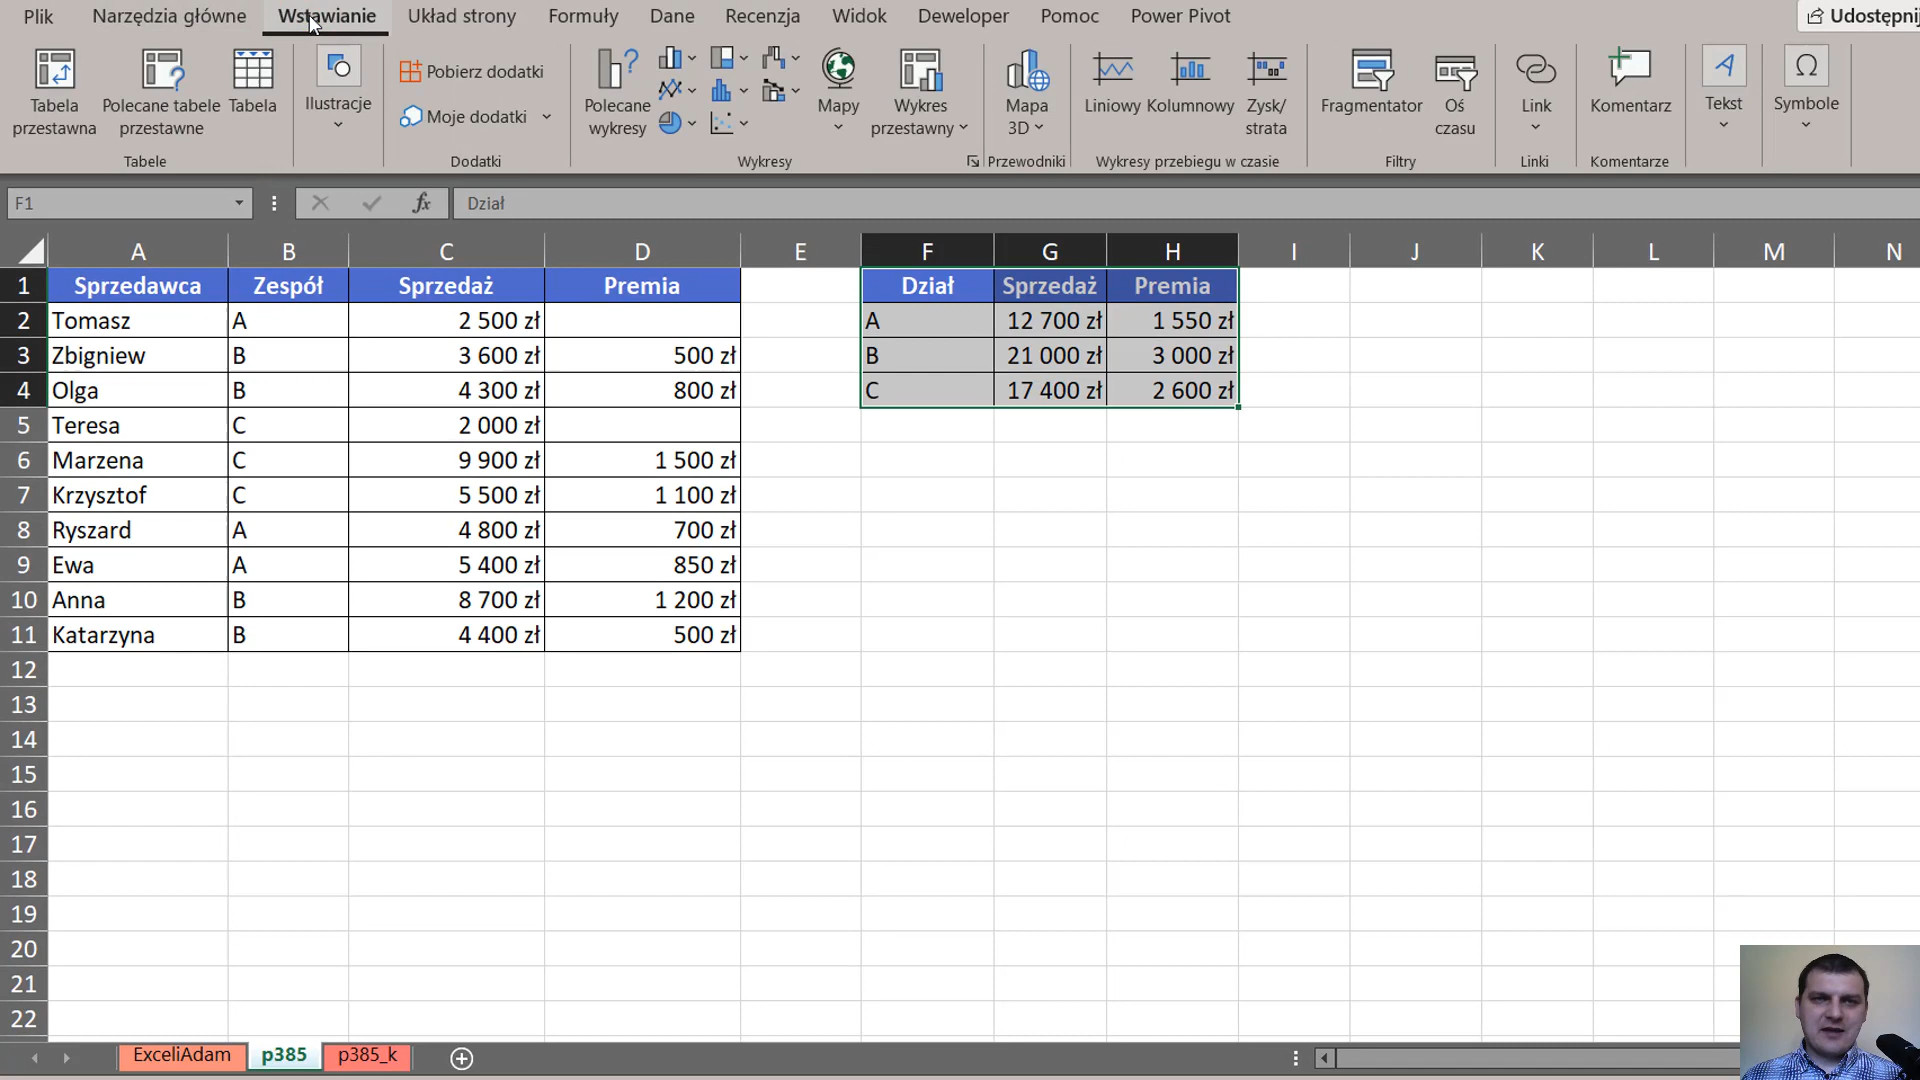 Plik Narzędzia główne Wstawianie Układ strony Formuły Dane Recenzja Widok Deweloper Pomoc Power Pivot Udostępnij
Tabela przestawna
Polecane tabele przestawne
Tabela
Ilustracje
Pobierz dodatki
Moje dodatki
Polecane wykresy
Mapy
Wykres przestawny
Mapa 3D
Liniowy
Kolumnowy
Zysk/ strata
Fragmentator
Oś czasu
Link
Komentarz
Tekst
Symbole
Tabele Dodatki Wykresy Przewodniki Wykresy przebiegu w czasie Filtry Linki Komentarze
F1 fx Dział
A B C D E F G H I J K L M N
1 Sprzedawca Zespół Sprzedaż Premia Dział Sprzedaż Premia
2 Tomasz A 2 500 zł A 12 700 zł 1 550 zł
3 Zbigniew B 3 600 zł 500 zł B 21 000 zł 3 000 zł
4 Olga B 4 300 zł 800 zł C 17 400 zł 2 600 zł
5 Teresa C 2 000 zł
6 Marzena C 9 900 zł 1 500 zł
7 Krzysztof C 5 500 zł 1 100 zł
8 Ryszard A 4 800 zł 700 zł
9 Ewa A 5 400 zł 850 zł
10 Anna B 8 700 zł 1 200 zł
11 Katarzyna B 4 400 zł 500 zł
12
13
14
15
16
17
18
19
20
21
22
ExceliAdam p385 p385_k